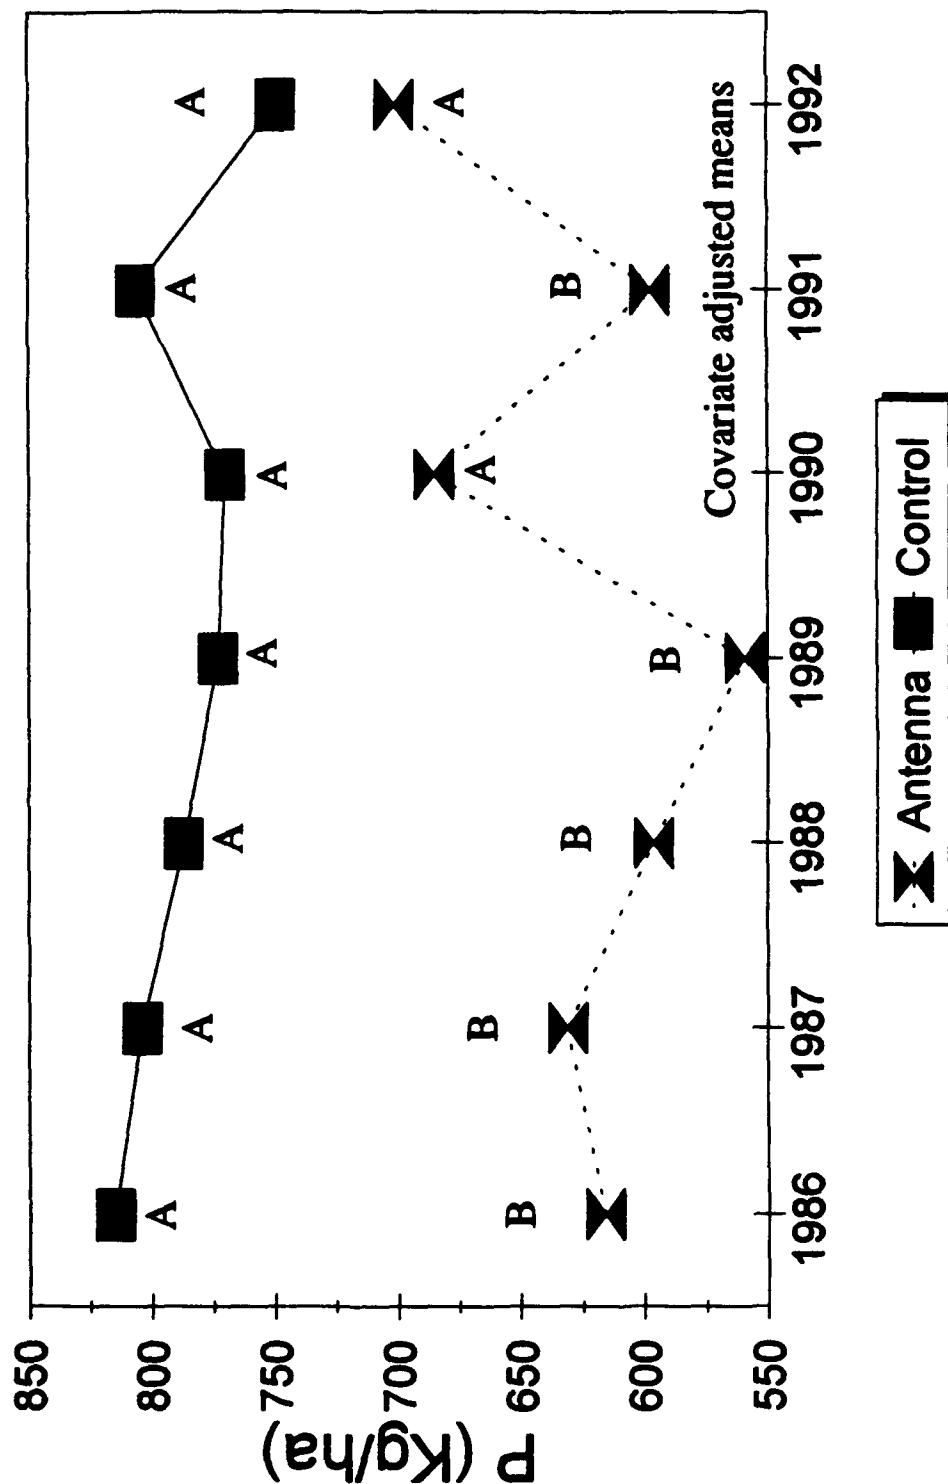 P (Kg/ha)
850
800
750
700
650
600
550
A
A
A
A
A
A
A
B
B
B
B
A
B
A
Covariate adjusted means
1986
1987
1988
1989
1990
1991
1992
Antenna Control